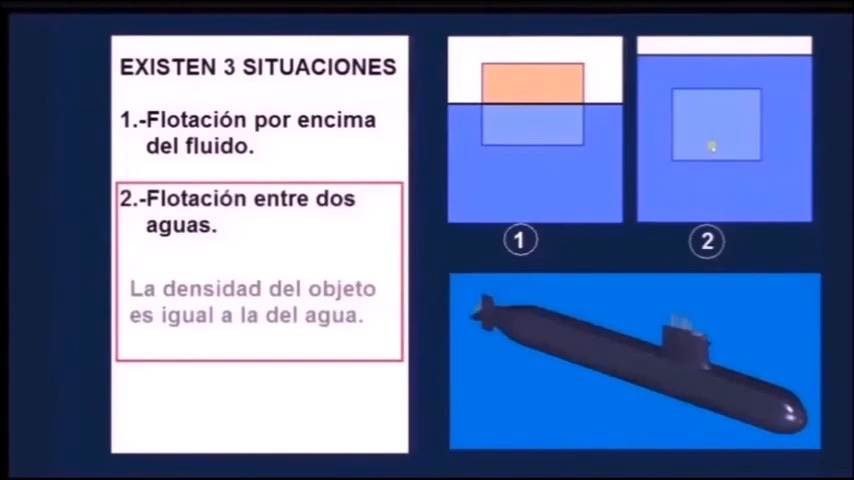 EXISTEN 3 SITUACIONES
1.-Flotación por encima
del fluido.
2.-Flotación entre dos
aguas.
La densidad del objeto
es igual a la del agua.
1
2